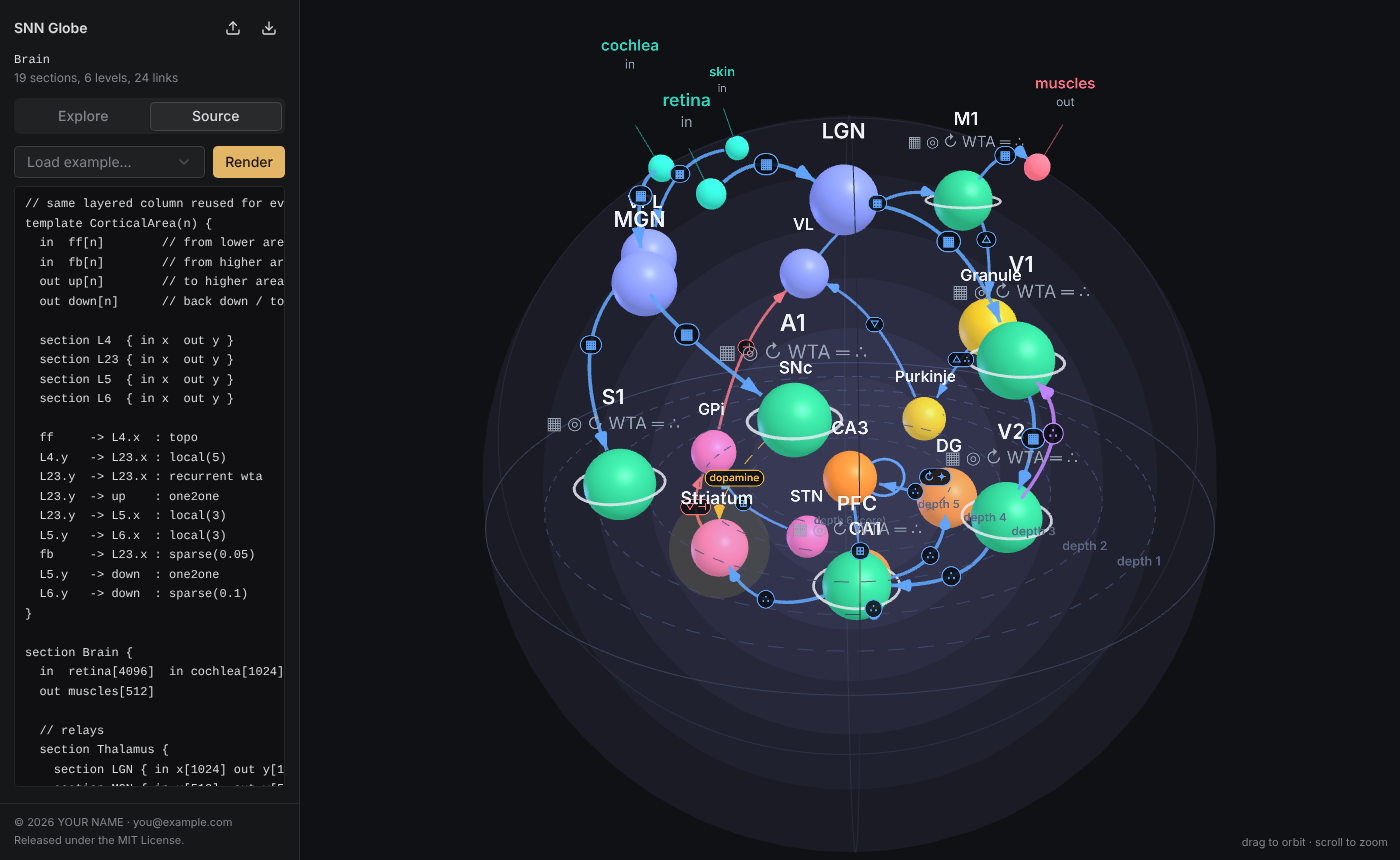 SNN Globe
Brain
19 sections, 6 levels, 24 links
Explore
Source
Load example...
Render
// same layered column reused for ev
template CorticalArea(n) {
in ff[n] // from lower are
in fb[n] // from higher ar
out up[n] // to higher area
out down[n] // back down / to
section L4 { in x out y }
section L23 { in x out y }
section L5 { in x out y }
section L6 { in x out y }
ff -> L4.x : topo
L4.y -> L23.x : local(5)
L23.y -> L23.x : recurrent wta
L23.y -> up : one2one
L23.y -> L5.x : local(3)
L5.y -> L6.x : local(3)
fb -> L23.x : sparse(0.05)
L5.y -> down : one2one
L6.y -> down : sparse(0.1)
}
section Brain {
in retina[4096] in cochlea[1024]
out muscles[512]
// relays
section Thalamus {
section LGN { in x[1024] out y[1
© 2026 YOUR NAME · you@example.com
Released under the MIT License.
cochlea
in
skin
in
retina
in
muscles
out
LGN
M1
WTA
MGN
VL
V1
Granule
WTA
A1
WTA
SNc
Purkinje
S1
WTA
GPi
CA3
V2
DG
WTA
dopamine
Striatum
STN
PFC
CA1
depth 5
depth 4
depth 3
depth 2
depth 1
drag to orbit · scroll to zoom